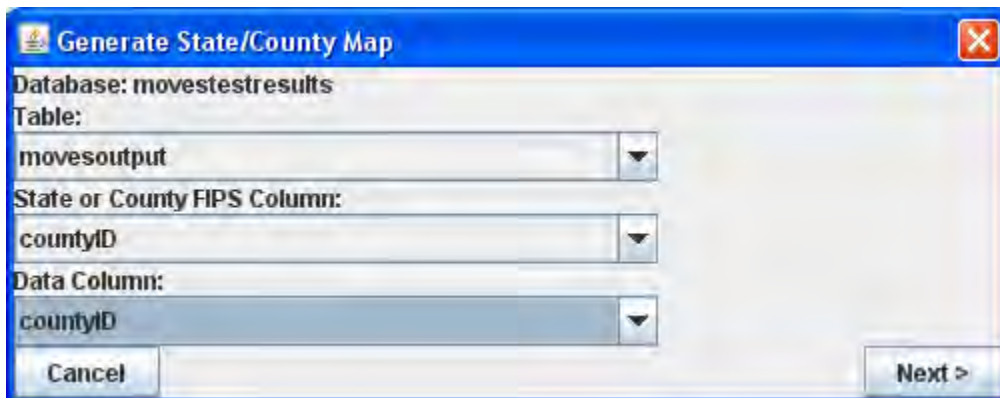 Generate State/County Map
Database: movestestresults
Table:
movesoutput
State or County FIPS Column:
countyID
Data Column:
countyID
Cancel
Next >